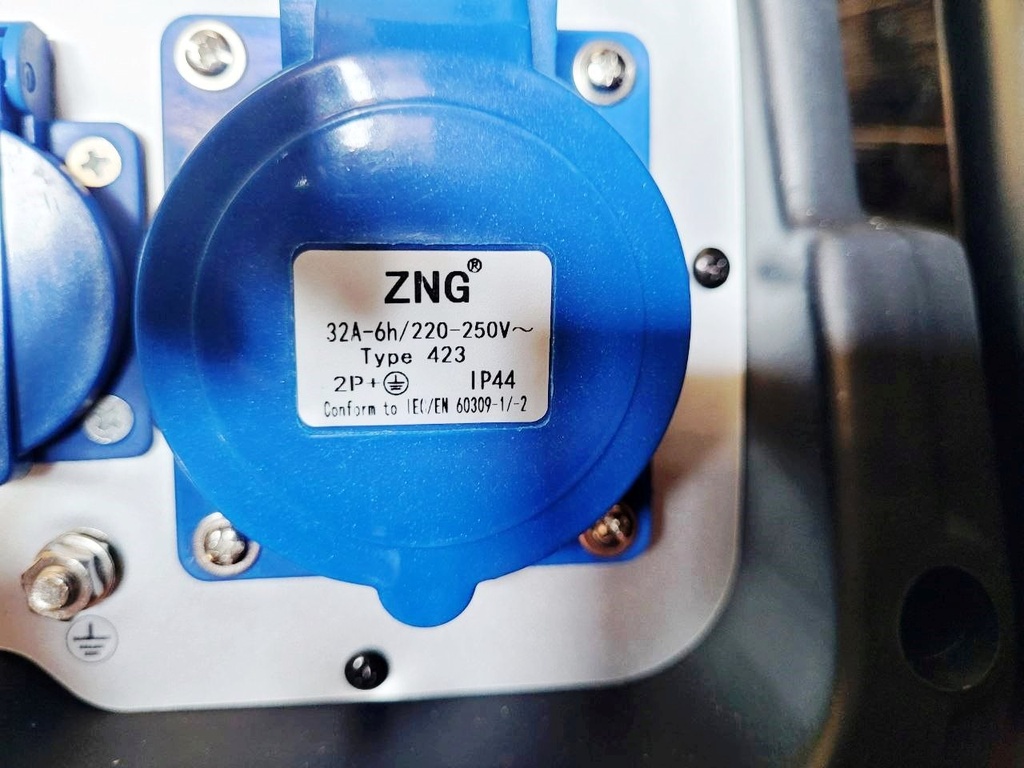 ZNG®
32A-6h/220-250V~
Type 423
2P+⏚ IP44
Conform to IEC/EN 60309-1/-2